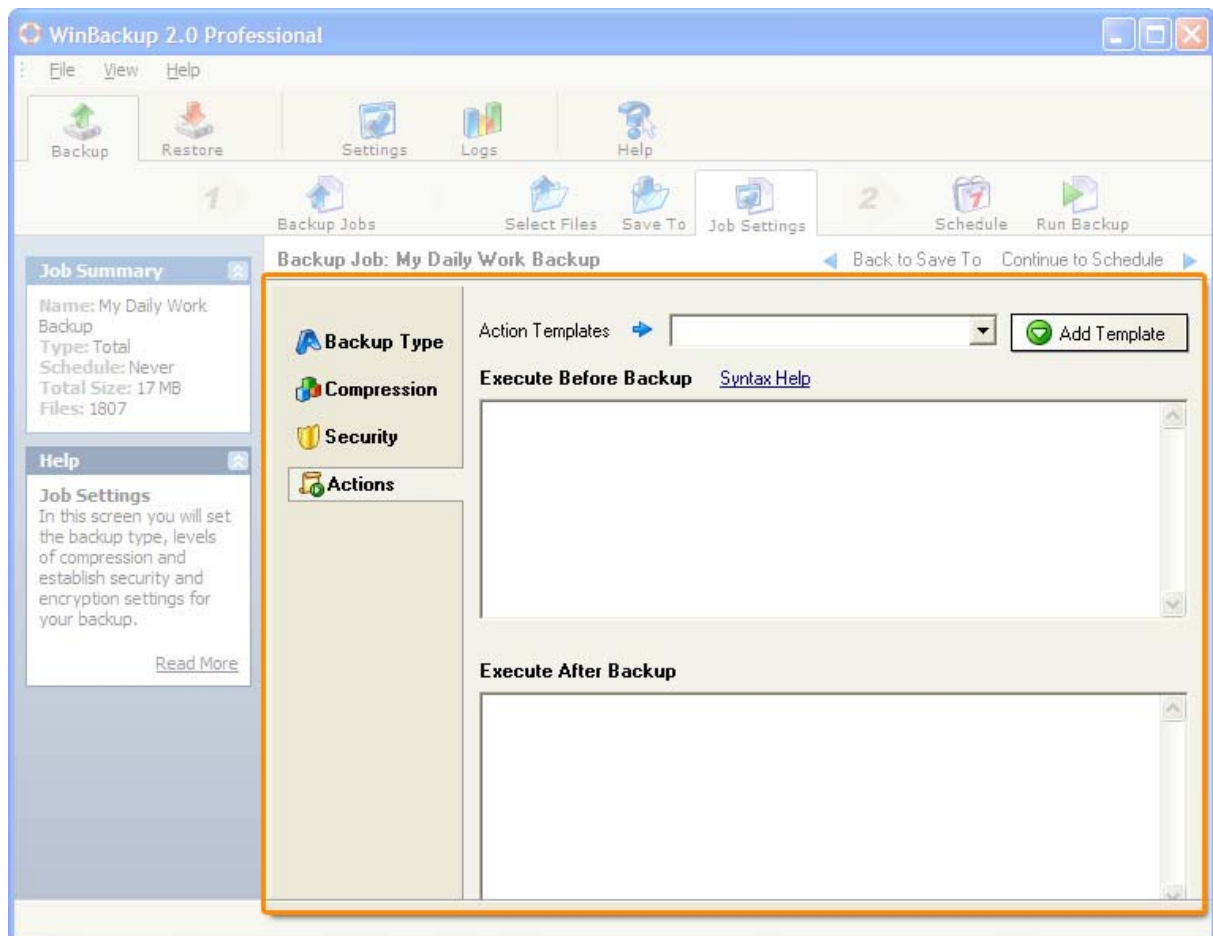 WinBackup 2.0 Professional
File View Help
Backup Restore Settings Logs Help
1 Backup Jobs Select Files Save To Job Settings 2 Schedule Run Backup
Backup Job: My Daily Work Backup Back to Save To Continue to Schedule
Job Summary
Name: My Daily Work
Backup
Type: Total
Schedule: Never
Total Size: 17 MB
Files: 1807
Help
Job Settings
In this screen you will set
the backup type, levels
of compression and
establish security and
encryption settings for
your backup.
Read More
Backup Type
Compression
Security
Actions
Action Templates Add Template
Execute Before Backup Syntax Help
Execute After Backup